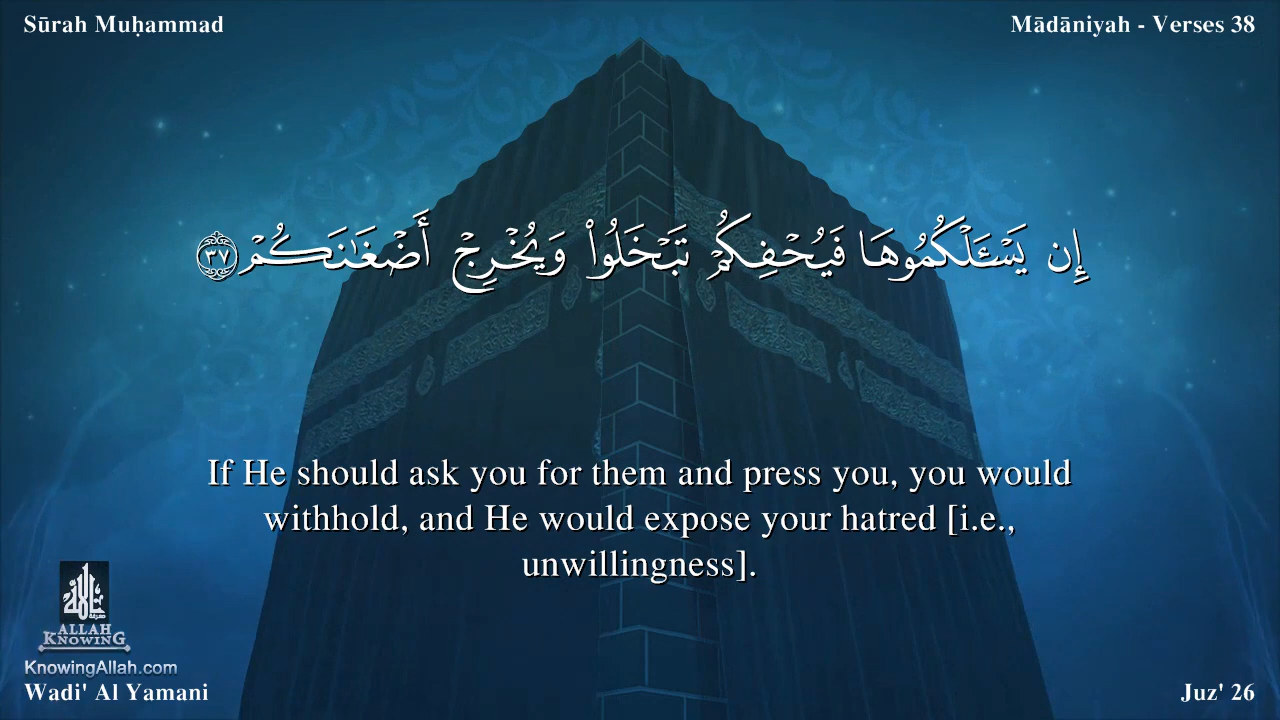 Sūrah Muḥammad
Mādāniyah - Verses 38
إِن يَسْـَٔلْكُمُوهَا فَيُحْفِكُمْ تَبْخَلُوا۟ وَيُخْرِجْ أَضْغَـٰنَكُمْ ٣٧
If He should ask you for them and press you, you would
withhold, and He would expose your hatred [i.e.,
unwillingness].
ALLAH
KNOWING
KnowingAllah.com
Wadi' Al Yamani
Juz' 26